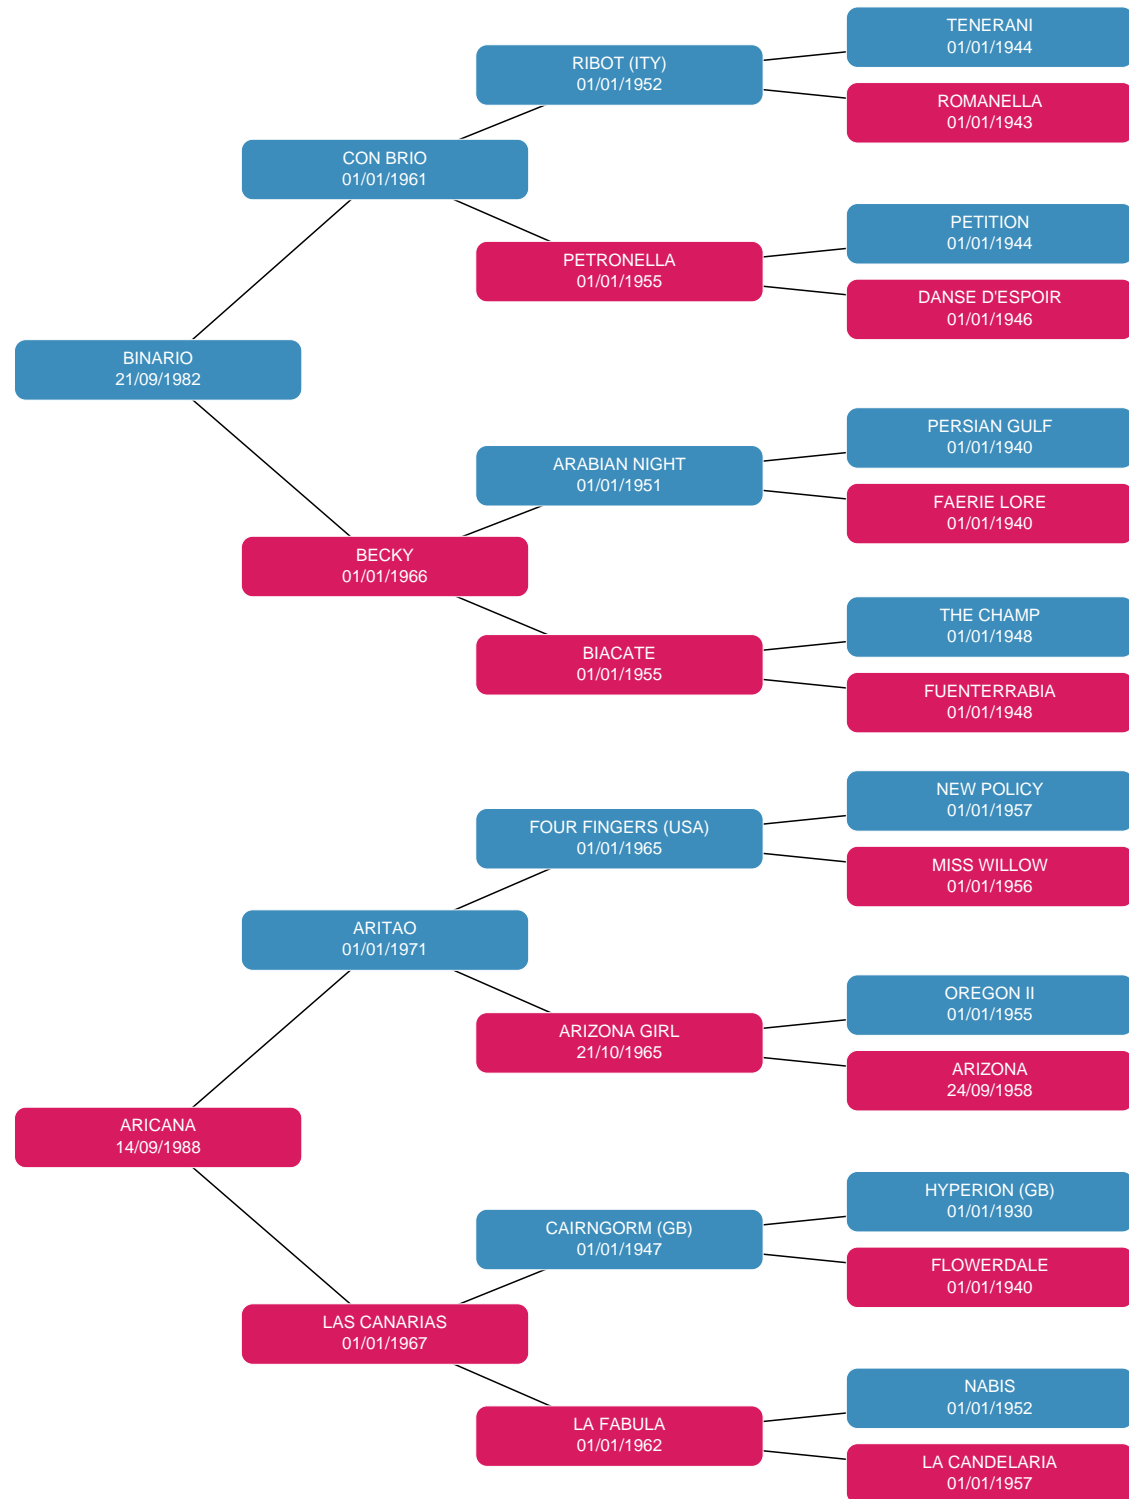 TENERANI
01/01/1944
RIBOT (ITY)
01/01/1952
ROMANELLA
01/01/1943
CON BRIO
01/01/1961
PETITION
01/01/1944
PETRONELLA
01/01/1955
DANSE D'ESPOIR
01/01/1946
BINARIO
21/09/1982
PERSIAN GULF
01/01/1940
ARABIAN NIGHT
01/01/1951
FAERIE LORE
01/01/1940
BECKY
01/01/1966
THE CHAMP
01/01/1948
BIACATE
01/01/1955
FUENTERRABIA
01/01/1948
NEW POLICY
01/01/1957
FOUR FINGERS (USA)
01/01/1965
MISS WILLOW
01/01/1956
ARITAO
01/01/1971
OREGON II
01/01/1955
ARIZONA GIRL
21/10/1965
ARIZONA
24/09/1958
ARICANA
14/09/1988
HYPERION (GB)
01/01/1930
CAIRNGORM (GB)
01/01/1947
FLOWERDALE
01/01/1940
LAS CANARIAS
01/01/1967
NABIS
01/01/1952
LA FABULA
01/01/1962
LA CANDELARIA
01/01/1957